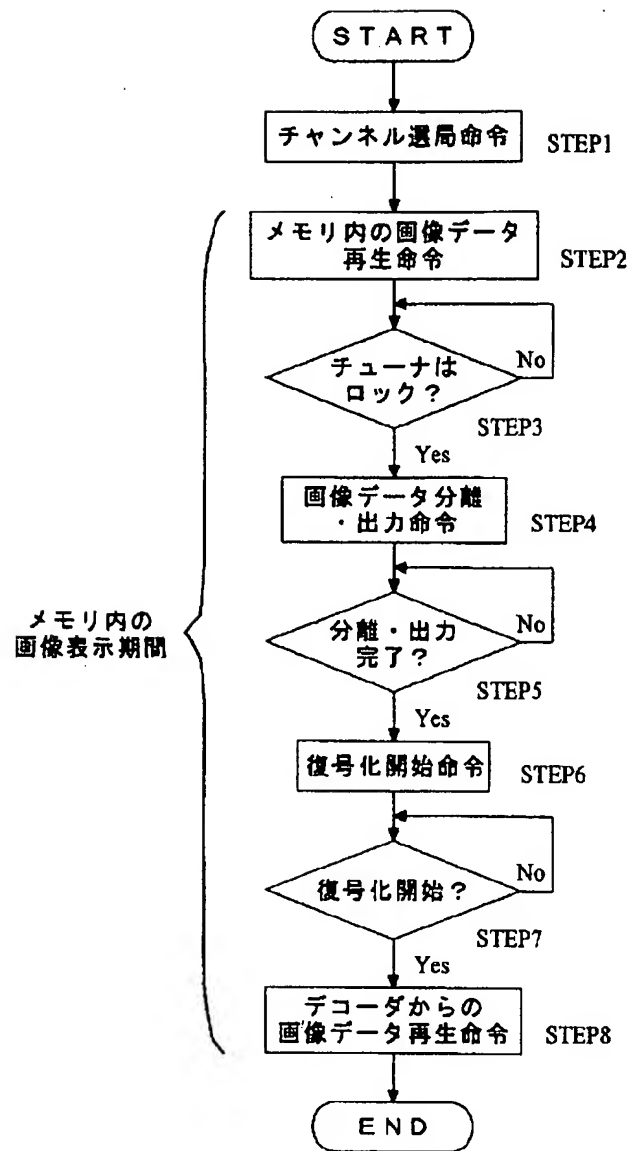 START
チャンネル選局命令
STEP1
メモリ内の画像データ
再生命令
STEP2
チューナは
ロック？
No
STEP3
Yes
画像データ分離
・出力命令
STEP4
メモリ内の
画像表示期間
分離・出力
完了？
No
STEP5
Yes
復号化開始命令
STEP6
復号化開始？
No
STEP7
Yes
デコーダからの
画像データ再生命令
STEP8
END